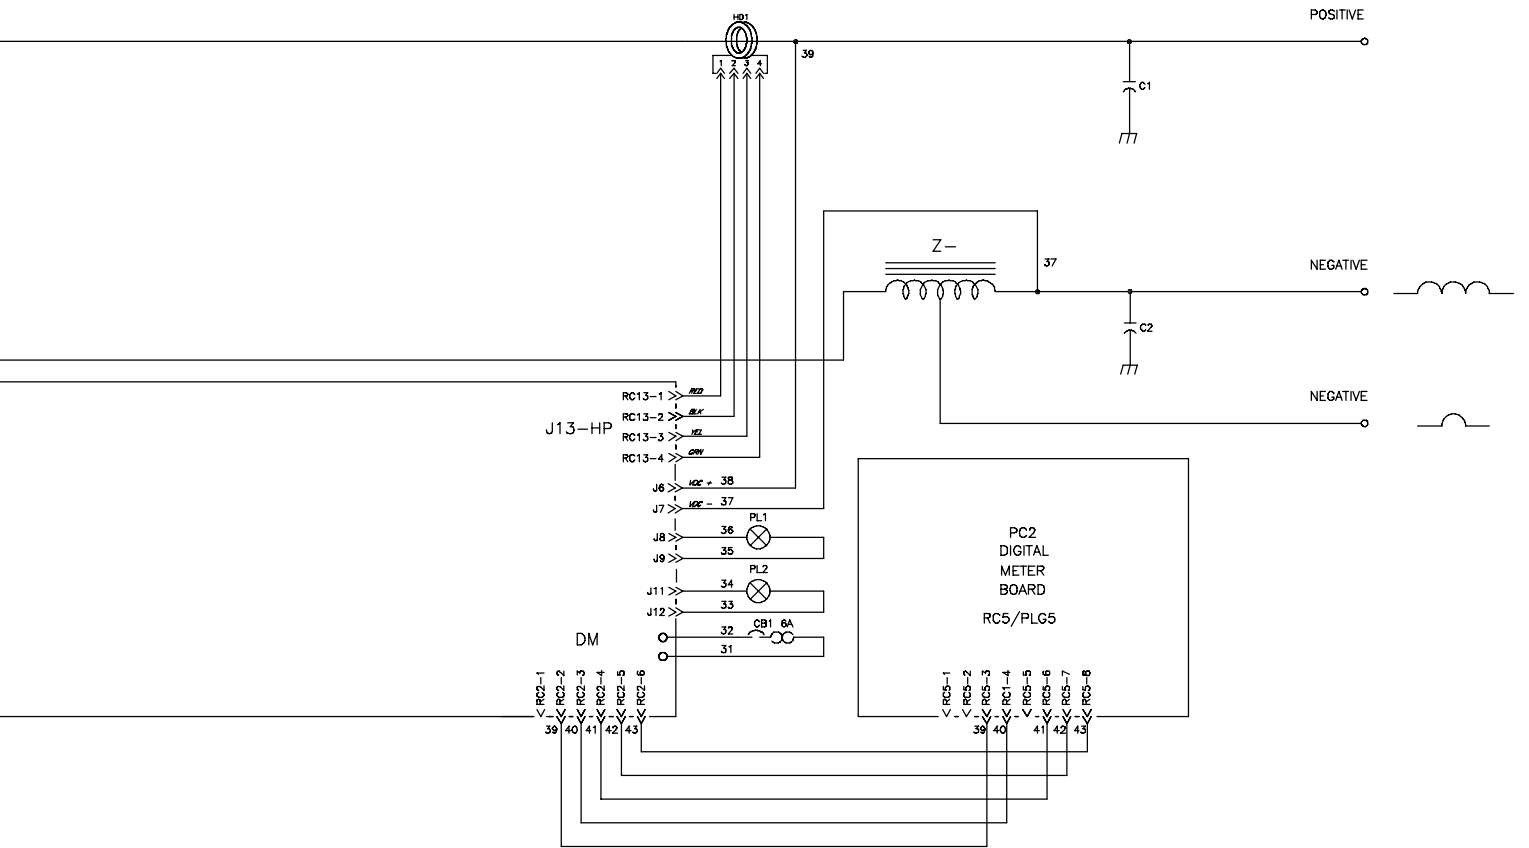 HD1
POSITIVE
39
1 2 3 4
C1
Z-
37
NEGATIVE
C2
RC13-1 RED
RC13-2 BLK
J13-HP
RC13-3 YEL
RC13-4 GRN
NEGATIVE
J6 VDC + 38
J7 VDC - 37
PL1
J8 36
J9 35
PL2
J11 34
J12 33
CB1 6A
32
31
DM
PC2
DIGITAL
METER
BOARD
RC5/PLG5
RC2-1
RC2-2
RC2-3
RC2-4
RC2-5
RC2-6
39 40 41 42 43
RC5-1
RC5-2
RC5-3
RC1-4
RC5-5
RC5-6
RC5-7
RC5-8
39 40 41 42 43